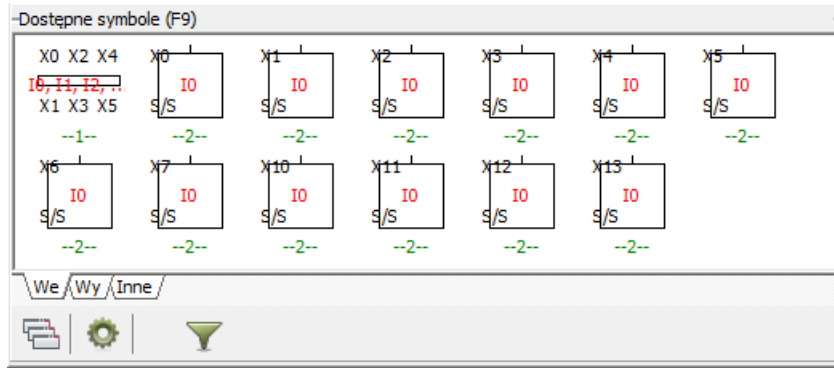 Dostępne symbole (F9)
X0 X2 X4 X0 X1 X2 X3 X4 X5
I0, I1, I2, ... I0 I0 I0 I0 I0 I0
X1 X3 X5 S/S S/S S/S S/S S/S S/S
--1-- --2-- --2-- --2-- --2-- --2-- --2--
X6 X7 X10 X11 X12 X13
I0 I0 I0 I0 I0 I0
S/S S/S S/S S/S S/S S/S
--2-- --2-- --2-- --2-- --2-- --2--
We Wy Inne